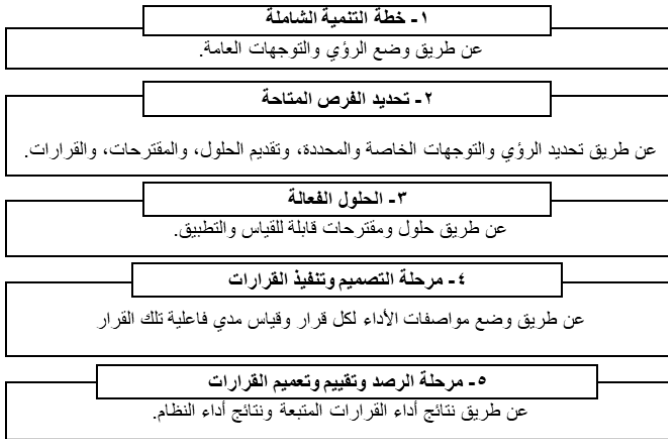 ١- خطة التنمية الشاملة
عن طريق وضع الرؤي والتوجهات العامة.
٢- تحديد الفرص المتاحة
عن طريق تحديد الرؤي والتوجهات الخاصة والمحددة، وتقديم الحلول، والمقترحات، والقرارات.
٣- الحلول الفعالة
عن طريق حلول ومقترحات قابلة للقياس والتطبيق.
٤- مرحلة التصميم وتنفيذ القرارات
عن طريق وضع مواصفات الأداء لكل قرار وقياس مدي فاعلية تلك القرار
٥- مرحلة الرصد وتقييم وتعميم القرارات
عن طريق نتائج أداء القرارات المتبعة ونتائج أداء النظام.